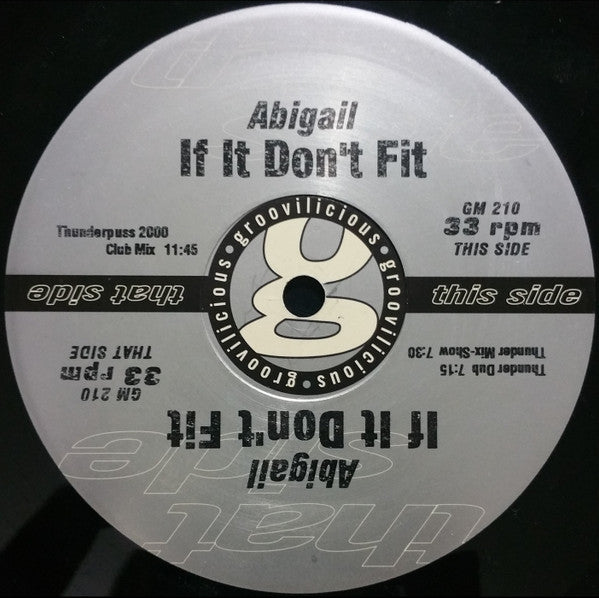 this
side
Abigail
If It Don't Fit
Thunderpuss 2000
Club Mix 11:45
GM 210
33 rpm
THIS SIDE
groovilicious · groovilicious · groovilicious · groovilicious ·
g
this side
that side
Abigail
If It Don't Fit
GM 210
33 rpm
THAT SIDE
Thunder Dub 7:15
Thunder Mix-Show 7:30
that
side